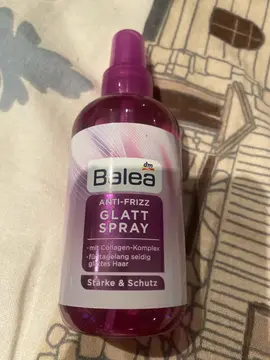 dm
Balea
ANTI-FRIZZ
GLATT
SPRAY
• mit Collagen-Komplex
• für tagelang seidig
glattes Haar
Stärke & Schutz